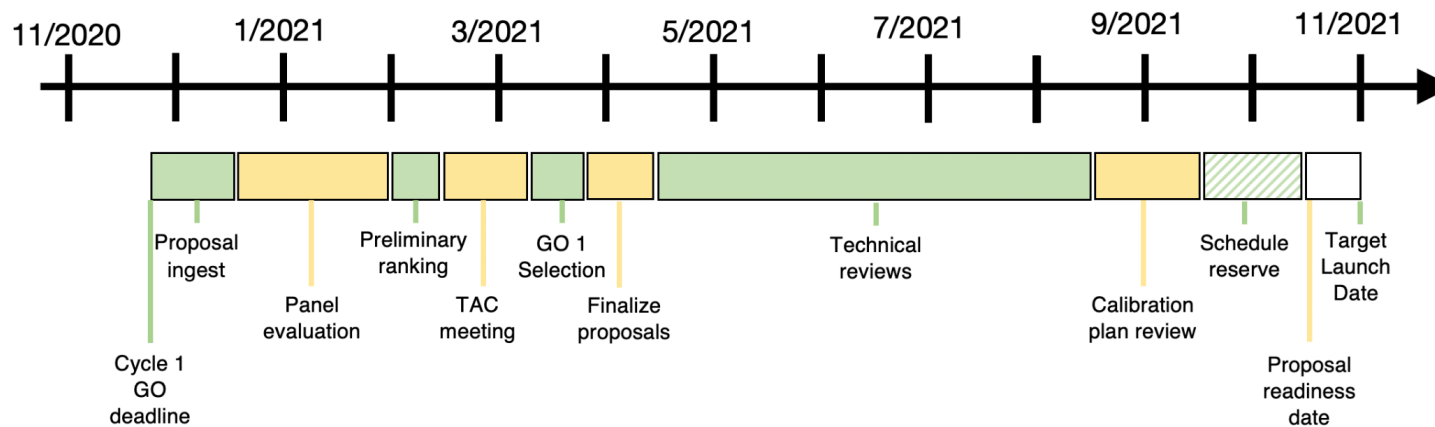 11/2020
1/2021
3/2021
5/2021
7/2021
9/2021
11/2021
Proposal
ingest
Preliminary
ranking
GO 1
Selection
Technical
reviews
Schedule
reserve
Target
Launch
Date
Panel
evaluation
TAC
meeting
Finalize
proposals
Calibration
plan review
Cycle 1
GO
deadline
Proposal
readiness
date